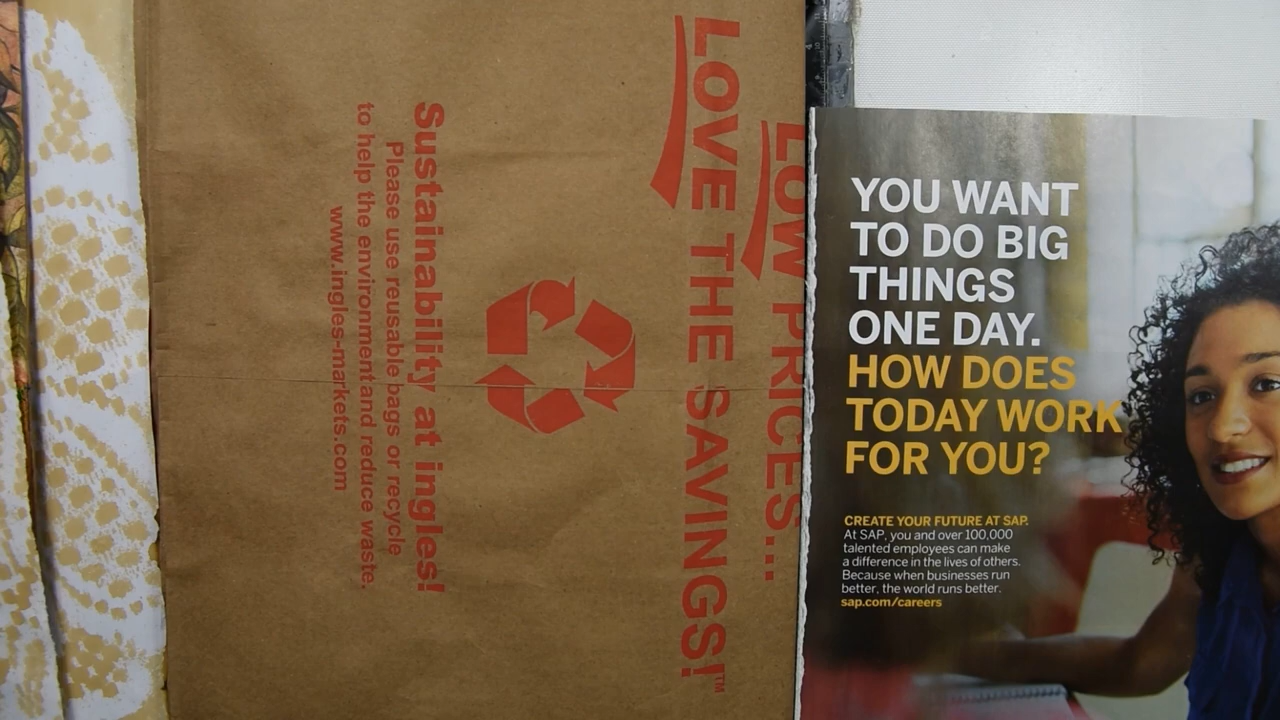 LOW PRICES...
LOVE THE SAVINGS!™
Sustainability at ingles!
Please use reusable bags or recycle
to help the environment and reduce waste.
www.ingles-markets.com
YOU WANT
TO DO BIG
THINGS
ONE DAY.
HOW DOES
TODAY WORK
FOR YOU?
CREATE YOUR FUTURE AT SAP.
At SAP, you and over 100,000
talented employees can make
a difference in the lives of others.
Because when businesses run
better, the world runs better.
sap.com/careers